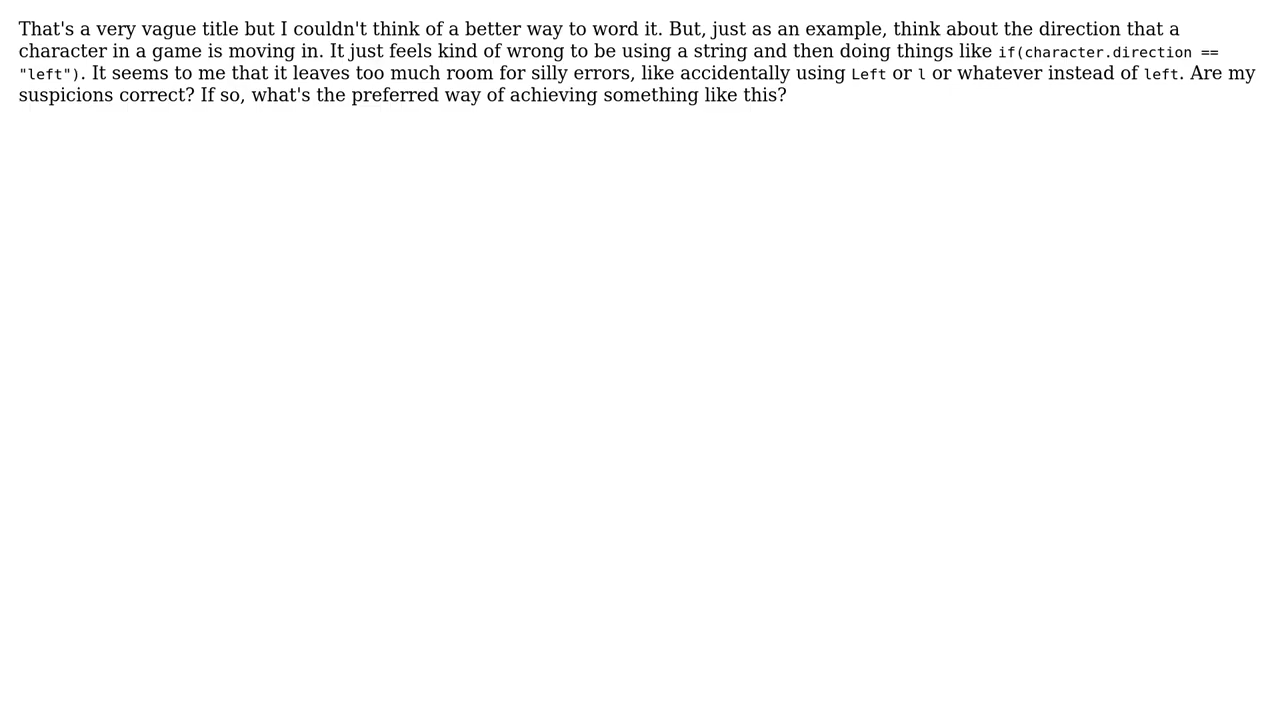 That's a very vague title but I couldn't think of a better way to word it. But, just as an example, think about the direction that a
character in a game is moving in. It just feels kind of wrong to be using a string and then doing things like if(character.direction ==
"left"). It seems to me that it leaves too much room for silly errors, like accidentally using Left or l or whatever instead of left. Are my
suspicions correct? If so, what's the preferred way of achieving something like this?